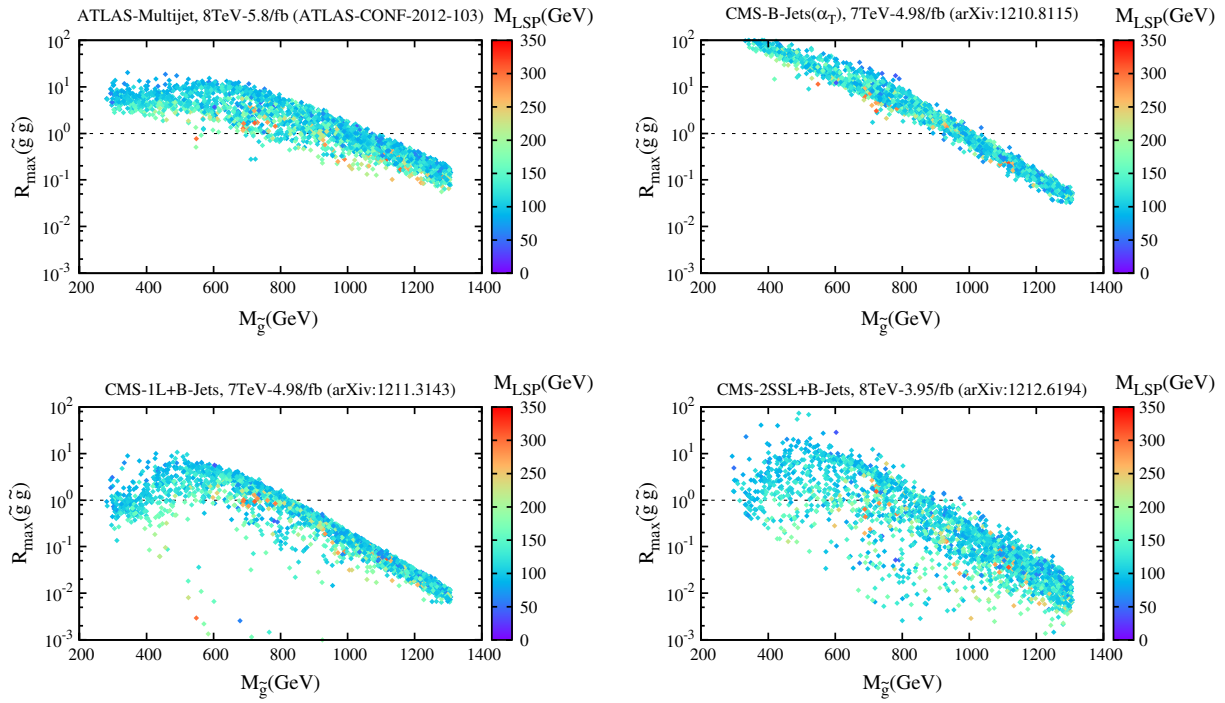 ATLAS-Multijet, 8TeV-5.8/fb (ATLAS-CONF-2012-103)
M_LSP(GeV)
R_max(g̃ g̃)
10^2
10^1
10^0
10^-1
10^-2
10^-3
200 400 600 800 1000 1200 1400
M_g̃(GeV)
350
300
250
200
150
100
50
0
CMS-B-Jets(α_T), 7TeV-4.98/fb (arXiv:1210.8115)
M_LSP(GeV)
R_max(g̃ g̃)
10^2
10^1
10^0
10^-1
10^-2
10^-3
200 400 600 800 1000 1200 1400
M_g̃(GeV)
350
300
250
200
150
100
50
0
CMS-1L+B-Jets, 7TeV-4.98/fb (arXiv:1211.3143)
M_LSP(GeV)
R_max(g̃ g̃)
10^2
10^1
10^0
10^-1
10^-2
10^-3
200 400 600 800 1000 1200 1400
M_g̃(GeV)
350
300
250
200
150
100
50
0
CMS-2SSL+B-Jets, 8TeV-3.95/fb (arXiv:1212.6194)
M_LSP(GeV)
R_max(g̃ g̃)
10^2
10^1
10^0
10^-1
10^-2
10^-3
200 400 600 800 1000 1200 1400
M_g̃(GeV)
350
300
250
200
150
100
50
0